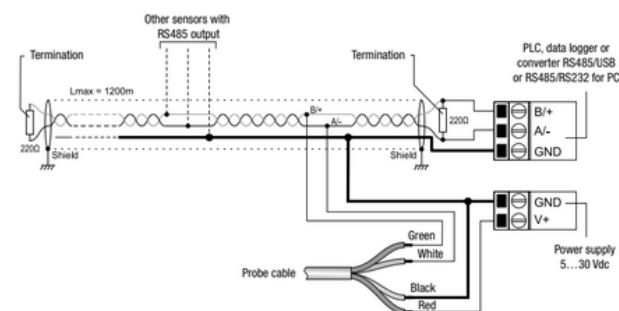 Other sensors with
RS485 output
Termination
Termination
PLC, data logger or
converter RS485/USB
or RS485/RS232 for PC
Lmax = 1200m
B/+
A/-
220Ω
220Ω
Shield
Shield
B/+
A/-
GND
GND
V+
Power supply
5...30 Vdc
Green
White
Probe cable
Black
Red